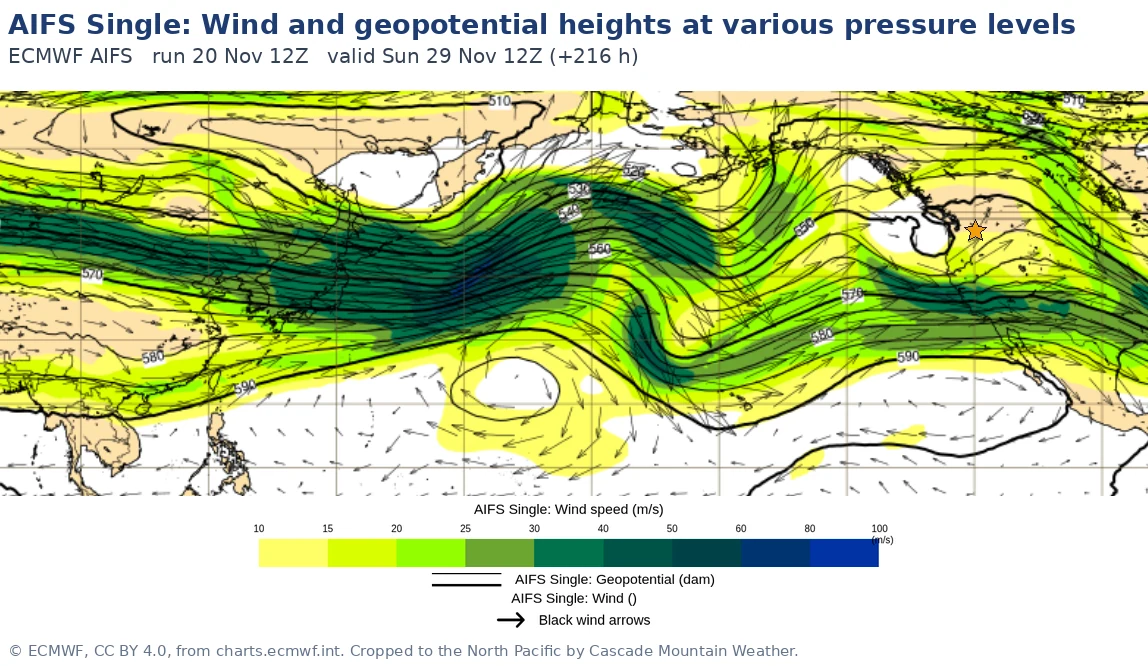 AIFS Single: Wind and geopotential heights at various pressure levels
ECMWF AIFS run 20 Nov 12Z valid Sun 29 Nov 12Z (+216 h)
510
510
530
540
560
550
570
570
580
580
590
590
AIFS Single: Wind speed (m/s)
10 15 20 25 30 40 50 60 80 100
(m/s)
AIFS Single: Geopotential (dam)
AIFS Single: Wind ()
Black wind arrows
© ECMWF, CC BY 4.0, from charts.ecmwf.int. Cropped to the North Pacific by Cascade Mountain Weather.